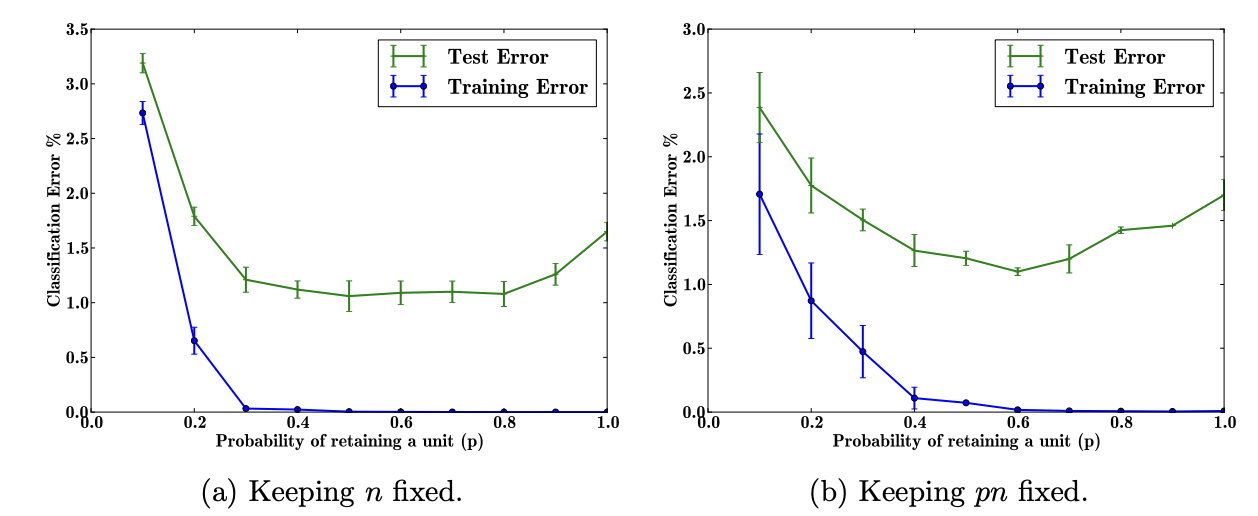 3.5
3.0
2.5
2.0
1.5
1.0
0.5
0.0
0.0 0.2 0.4 0.6 0.8 1.0
Classification Error %
Probability of retaining a unit (p)
Test Error
Training Error
(a) Keeping n fixed.
3.0
2.5
2.0
1.5
1.0
0.5
0.0
0.0 0.2 0.4 0.6 0.8 1.0
Classification Error %
Probability of retaining a unit (p)
Test Error
Training Error
(b) Keeping pn fixed.